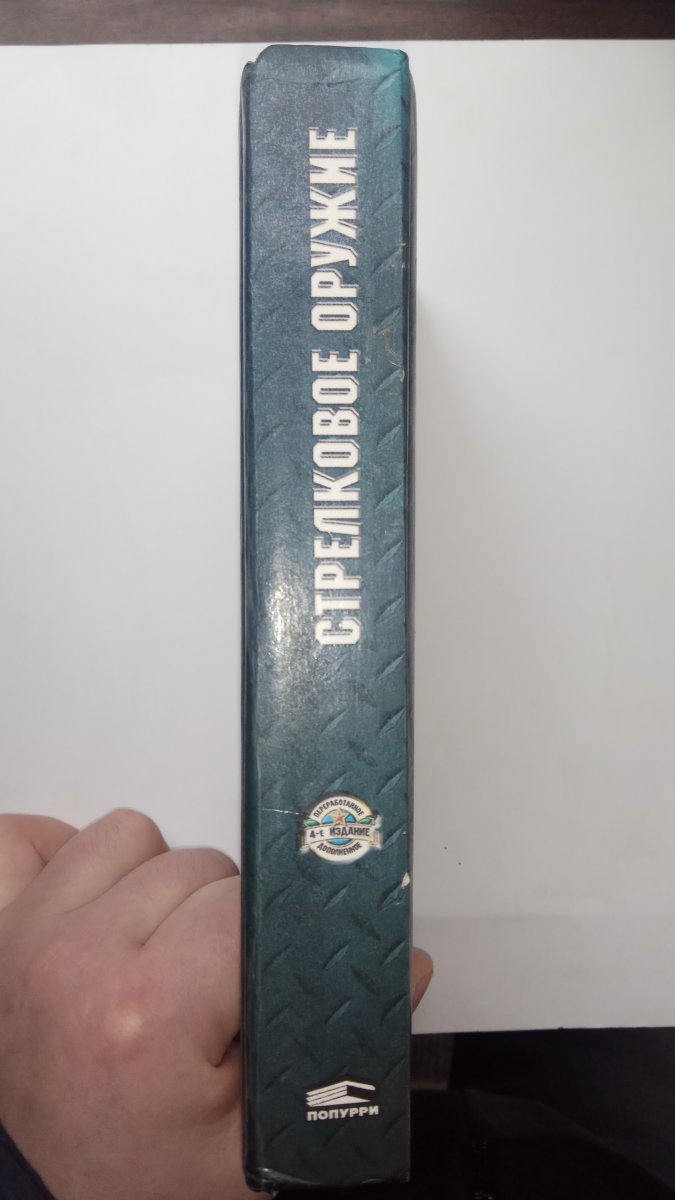 СТРЕЛКОВОЕ ОРУЖИЕ
ПЕРЕРАБОТАННОЕ
4-Е ИЗДАНИЕ
ДОПОЛНЕННОЕ
ПОПУРРИ